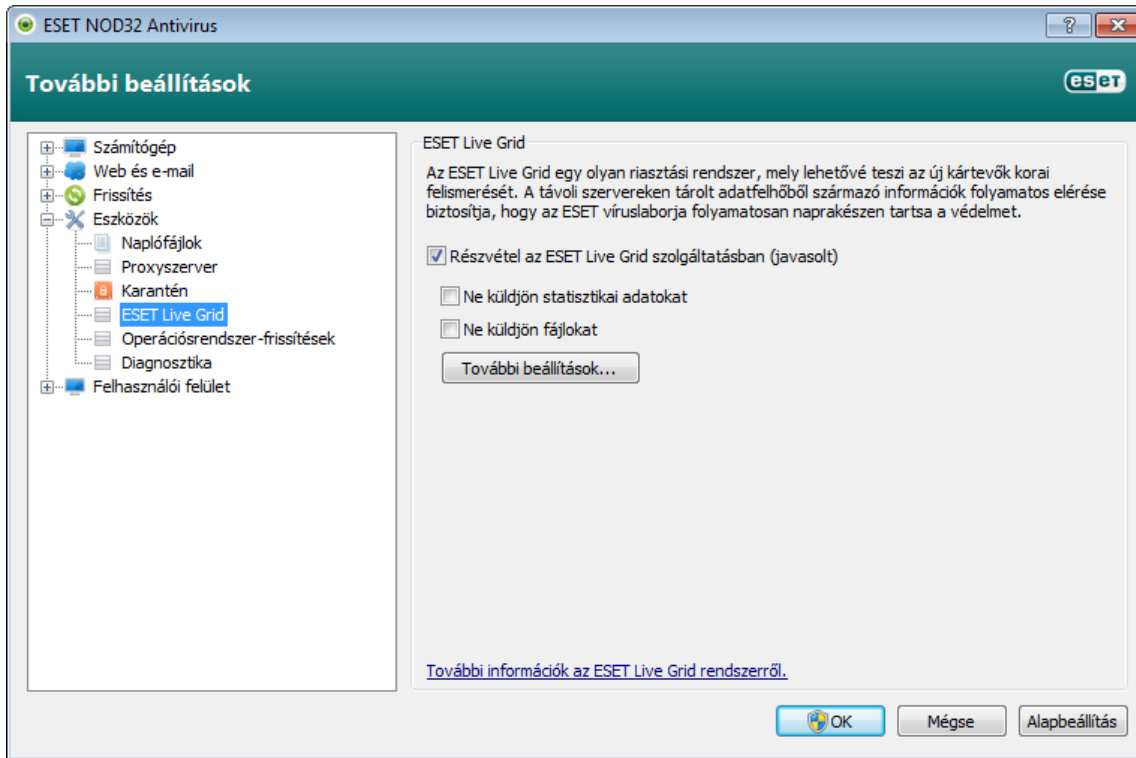 ESET NOD32 Antivirus
További beállítások
eseT
Számítógép
Web és e-mail
Frissítés
Eszközök
Naplófájlok
Proxyszerver
Karantén
ESET Live Grid
Operációsrendszer-frissítések
Diagnosztika
Felhasználói felület
ESET Live Grid
Az ESET Live Grid egy olyan riasztási rendszer, mely lehetővé teszi az új kártevők korai
felismerését. A távoli szervereken tárolt adatfelhőből származó információk folyamatos elérése
biztosítja, hogy az ESET víruslaborja folyamatosan naprakészen tartsa a védelmet.
Részvétel az ESET Live Grid szolgáltatásban (javasolt)
Ne küldjön statisztikai adatokat
Ne küldjön fájlokat
További beállítások...
További információk az ESET Live Grid rendszerről.
OK
Mégse
Alapbeállítás